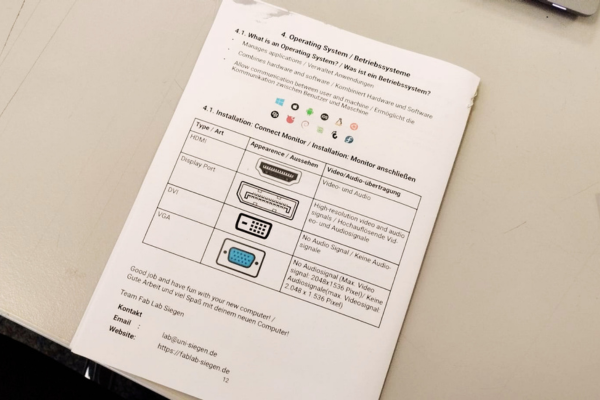 4. Operating System / Betriebssysteme
4.1. What is an Operating System? / Was ist ein Betriebssystem?
Manages applications / Verwaltet Anwendungen
Combines hardware and software / Kombiniert Hardware und Software
Allow communication between user and machine / Ermöglicht die
Kommunikation zwischen Benutzer und Maschine
4.1. Installation: Connect Monitor / Installation: Monitor anschließen
Type / Art
Appearence / Aussehen
Video/Audio-übertragung
HDMI
Video- und Audio
Display Port
High-resolution video and audio
signals / Hochauflösende Vid-
eo- und Audiosignale
DVI
No Audio Signal / Keine Audio-
signale
VGA
No Audiosignal (Max. Video
signal: 2048x1536 Pixel)/ Keine
Audiosignale(max. Videosignal
2.048 x 1.536 Pixel)
Good job and have fun with your new computer! /
Gute Arbeit und viel Spaß mit deinem neuen Computer!
Team Fab Lab Siegen
Kontakt
Email : lab@uni-siegen.de
Website: https://fablab-siegen.de
12